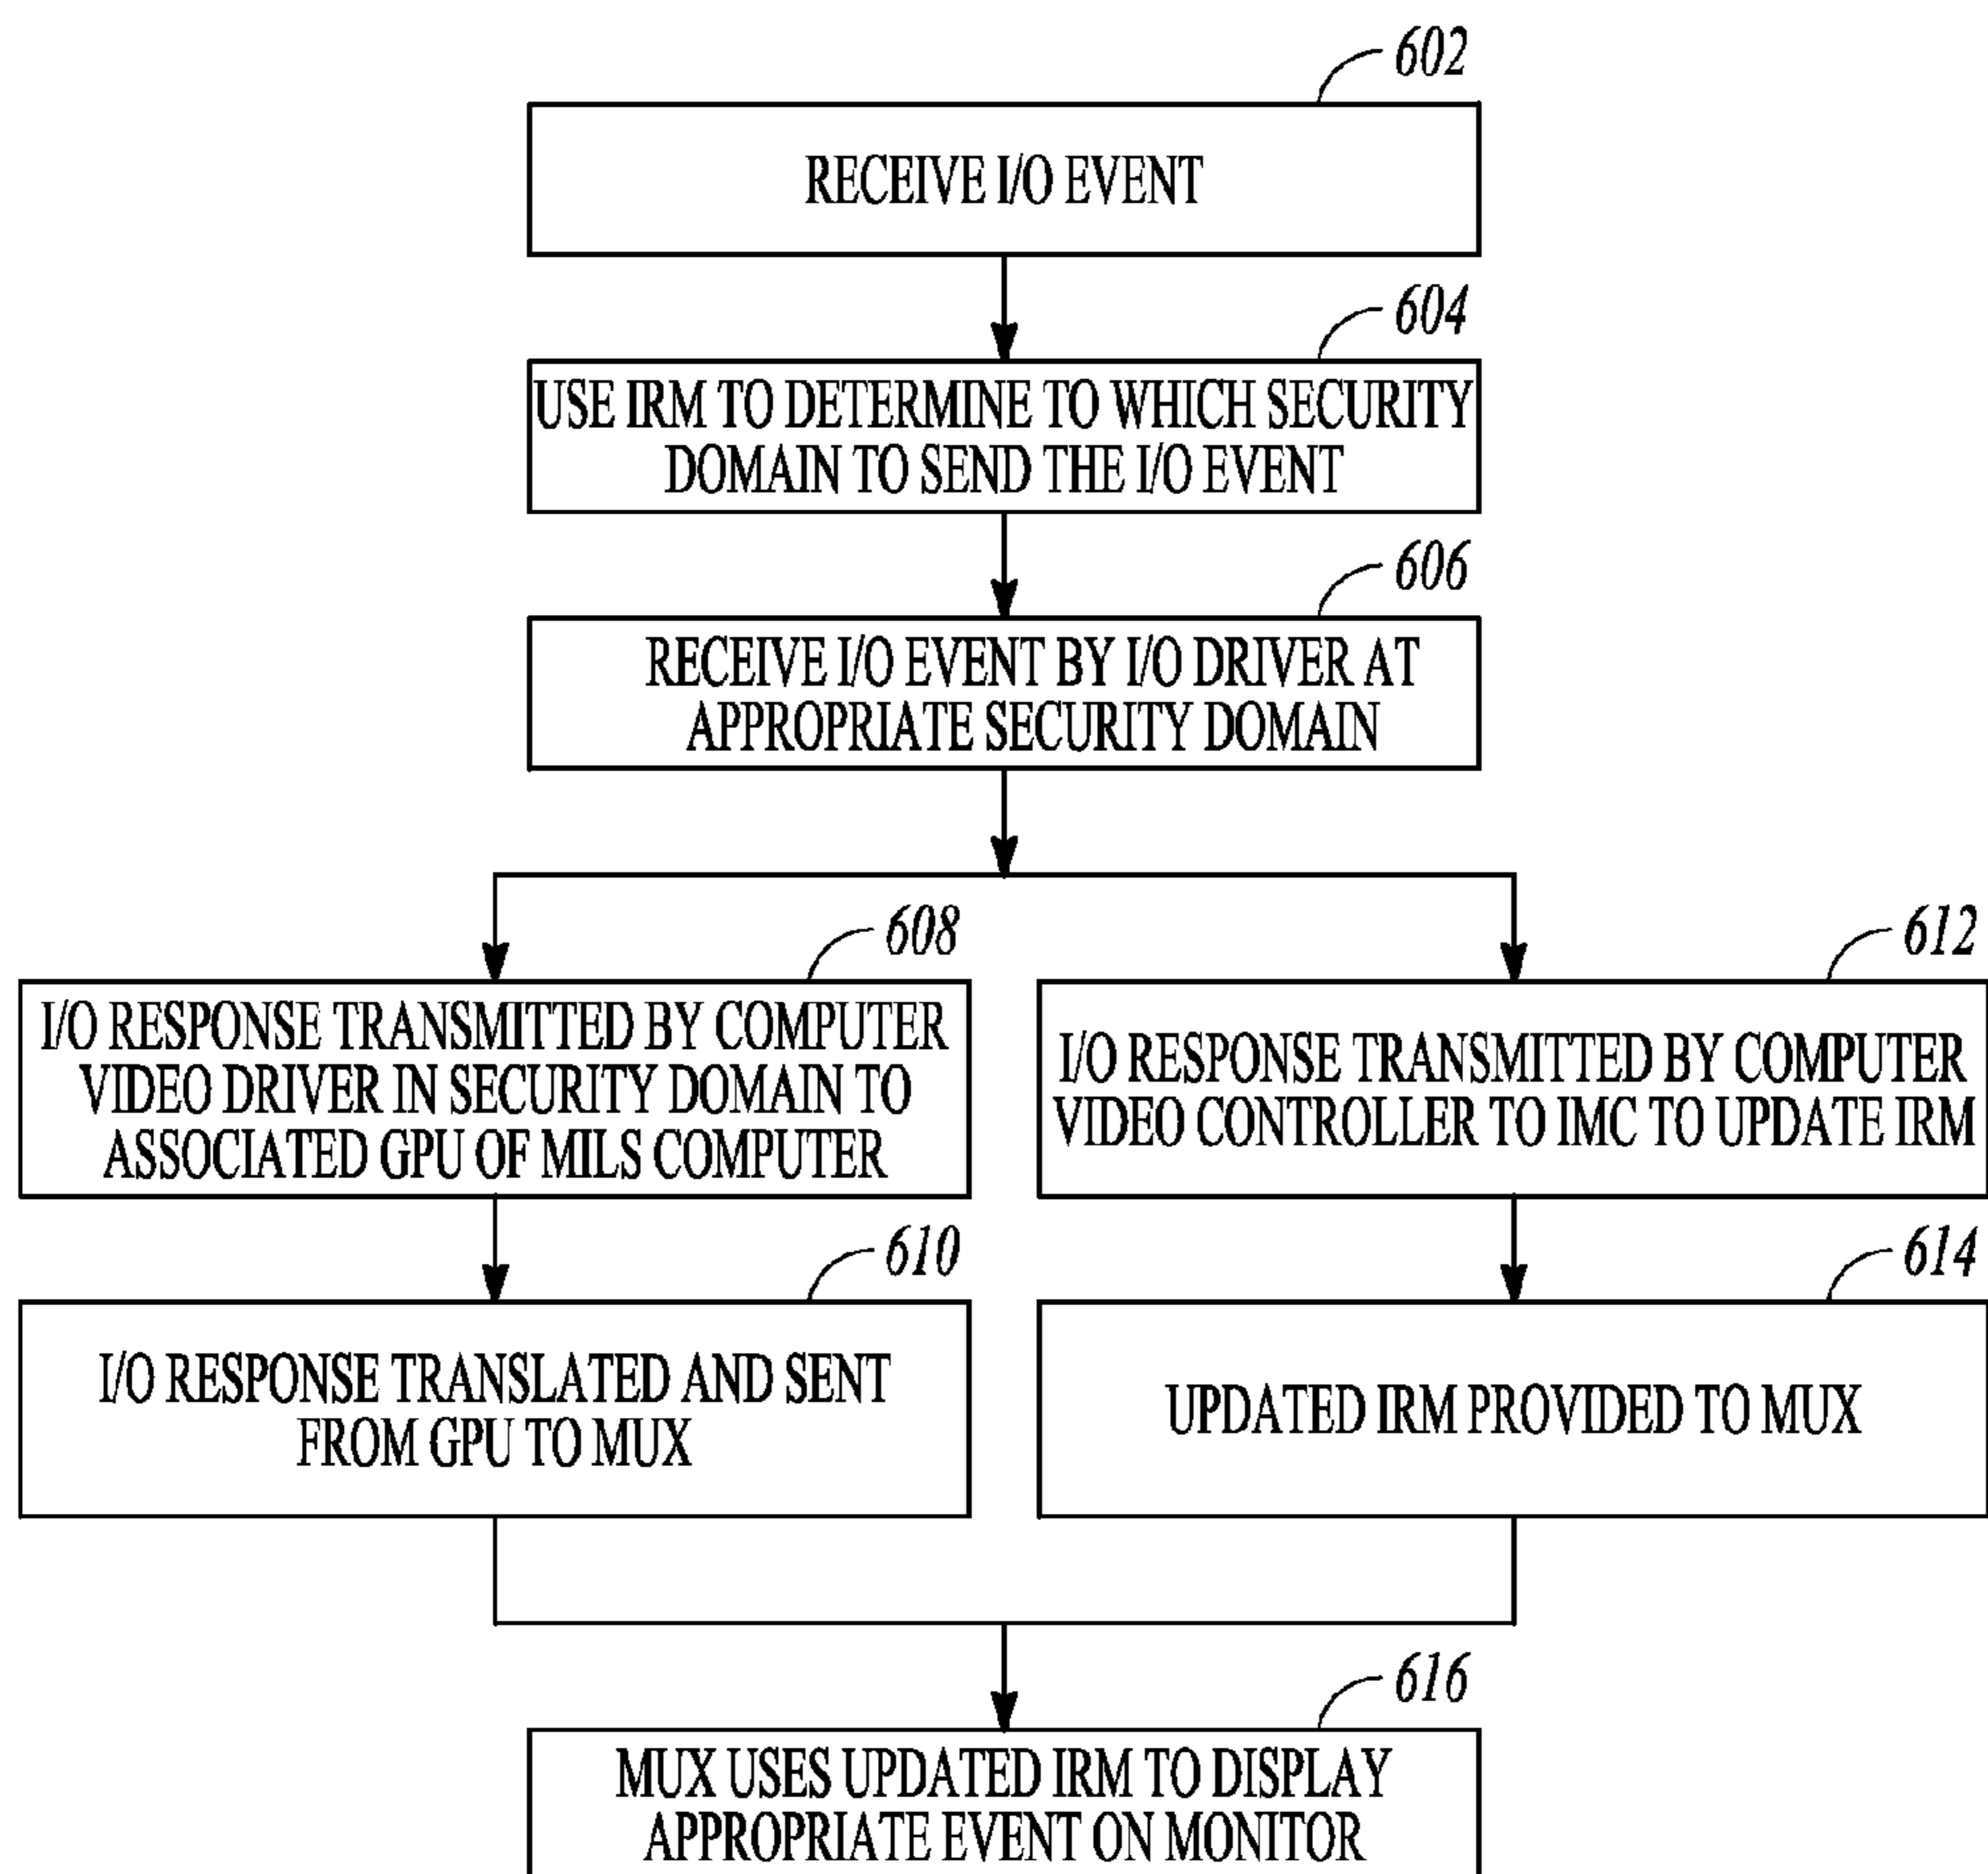 602
RECEIVE I/O EVENT
604
USE IRM TO DETERMINE TO WHICH SECURITY
DOMAIN TO SEND THE I/O EVENT
606
RECEIVE I/O EVENT BY I/O DRIVER AT
APPROPRIATE SECURITY DOMAIN
608
I/O RESPONSE TRANSMITTED BY COMPUTER
VIDEO DRIVER IN SECURITY DOMAIN TO
ASSOCIATED GPU OF MILS COMPUTER
612
I/O RESPONSE TRANSMITTED BY COMPUTER
VIDEO CONTROLLER TO IMC TO UPDATE IRM
610
I/O RESPONSE TRANSLATED AND SENT
FROM GPU TO MUX
614
UPDATED IRM PROVIDED TO MUX
616
MUX USES UPDATED IRM TO DISPLAY
APPROPRIATE EVENT ON MONITOR